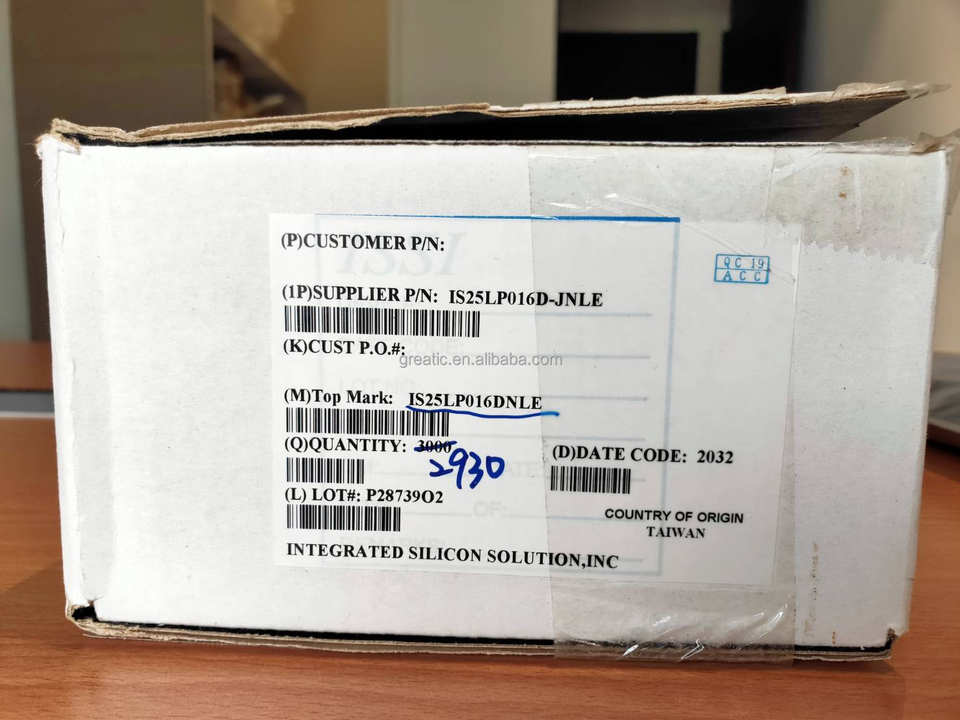 (P)CUSTOMER P/N:
ISSI
QC 19
ACC
(1P)SUPPLIER P/N: IS25LP016D-JNLE
(K)CUST P.O.#:
greatic.en.alibaba.com
(M)Top Mark: IS25LP016DNLE
(Q)QUANTITY: 3000
2930
(D)DATE CODE: 2032
(L) LOT#: P28739O2
COUNTRY OF ORIGIN
TAIWAN
INTEGRATED SILICON SOLUTION,INC